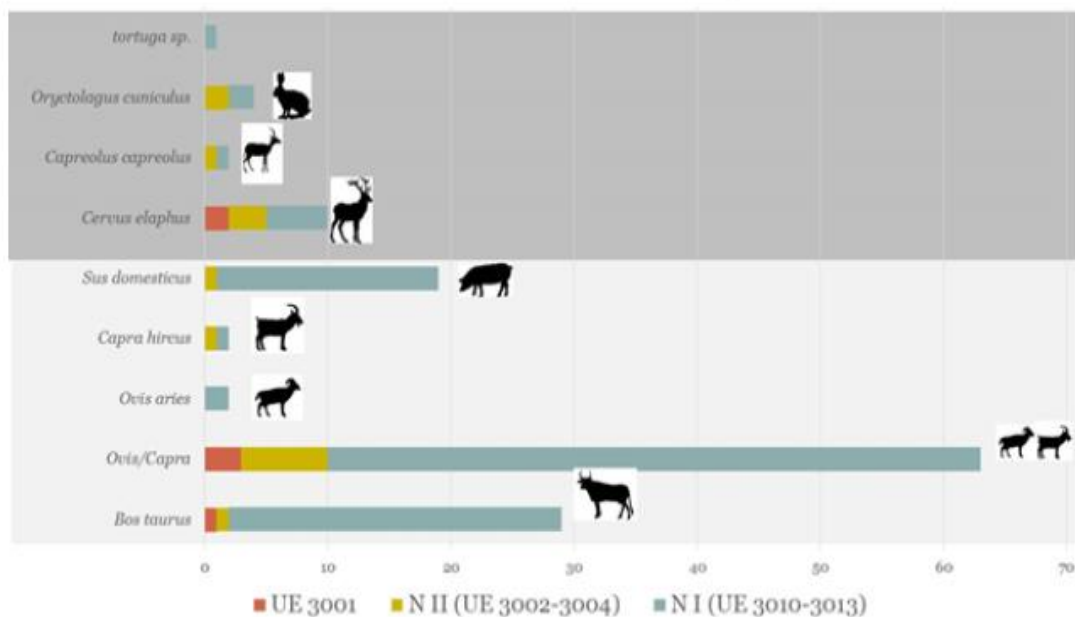 tortuga sp.
Oryctolagus cuniculus
Capreolus capreolus
Cervus elaphus
Sus domesticus
Capra hircus
Ovis aries
Ovis/Capra
Bos taurus
0 10 20 30 40 50 60 70
UE 3001 N II (UE 3002-3004) N I (UE 3010-3013)